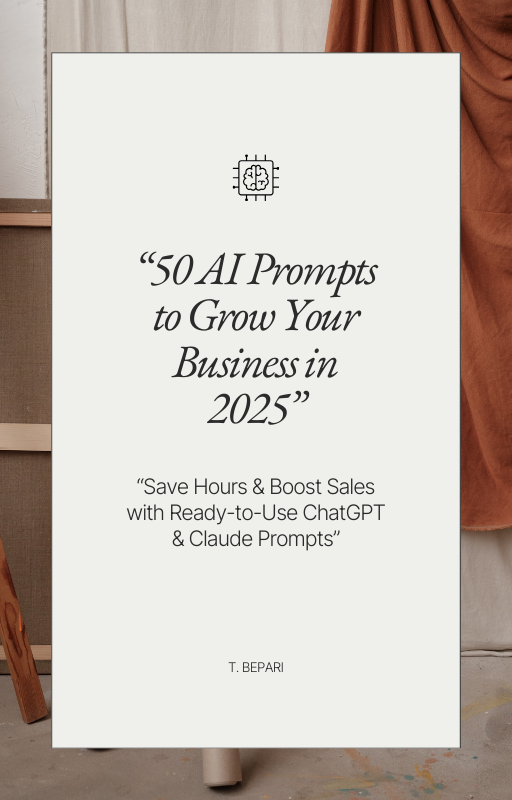 “50 AI Prompts
to Grow Your
Business in
2025”
“Save Hours & Boost Sales
with Ready-to-Use ChatGPT
& Claude Prompts”
T. BEPARI